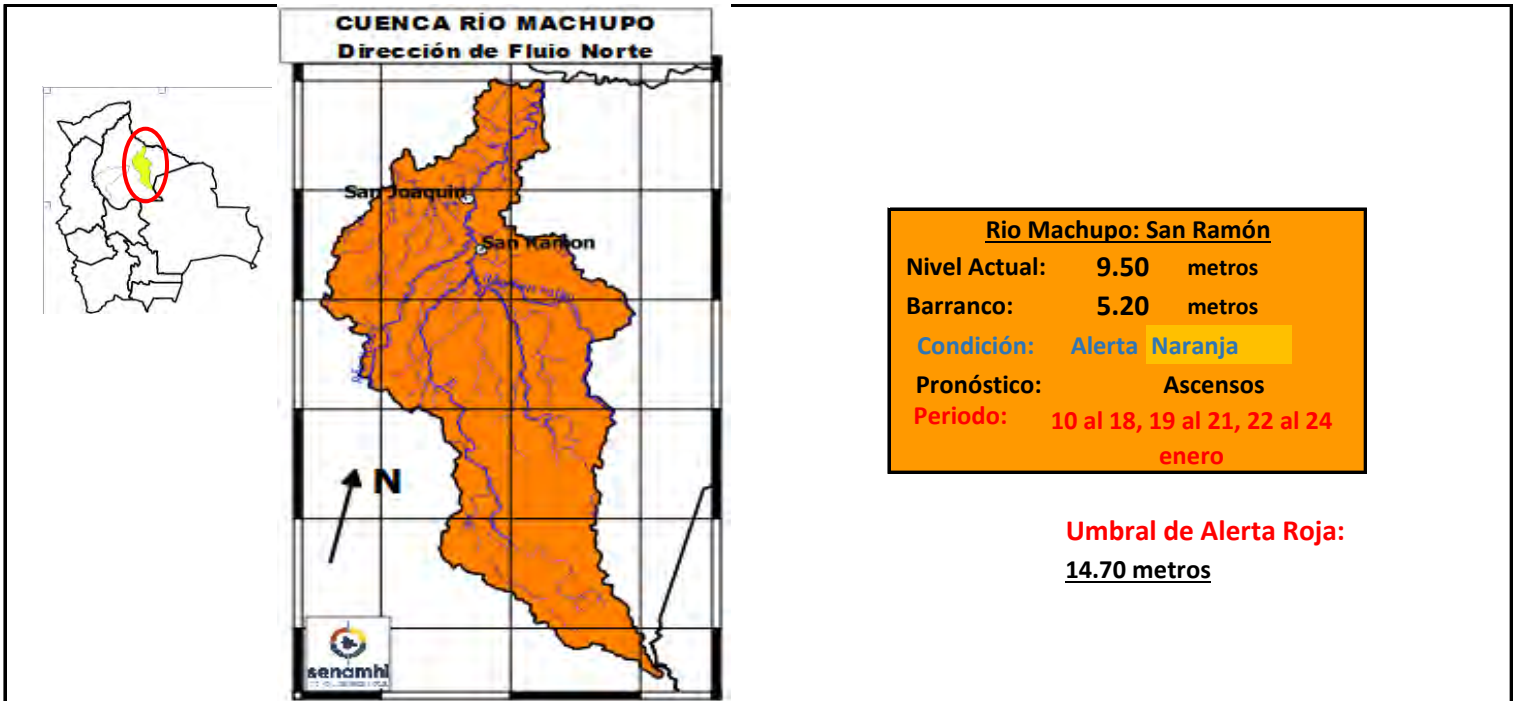 CUENCA RÍO MACHUPO
Dirección de Fluio Norte
San Joaquin
San Ramon
N
senamhi
Rio Machupo: San Ramón
Nivel Actual: 9.50 metros
Barranco: 5.20 metros
Condición: Alerta Naranja
Pronóstico: Ascensos
Periodo: 10 al 18, 19 al 21, 22 al 24
enero
Umbral de Alerta Roja:
14.70 metros